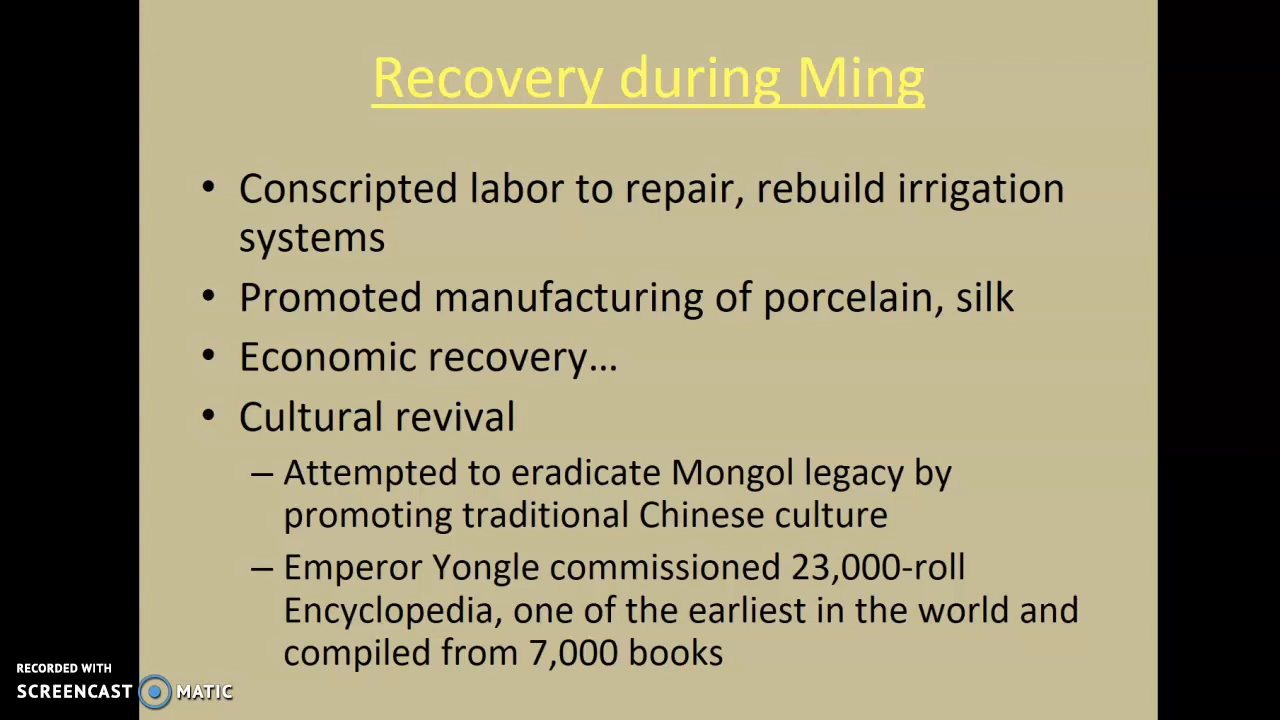 Recovery during Ming
• Conscripted labor to repair, rebuild irrigation
systems
• Promoted manufacturing of porcelain, silk
• Economic recovery…
• Cultural revival
– Attempted to eradicate Mongol legacy by
promoting traditional Chinese culture
– Emperor Yongle commissioned 23,000-roll
Encyclopedia, one of the earliest in the world and
compiled from 7,000 books
RECORDED WITH
SCREENCAST MATIC